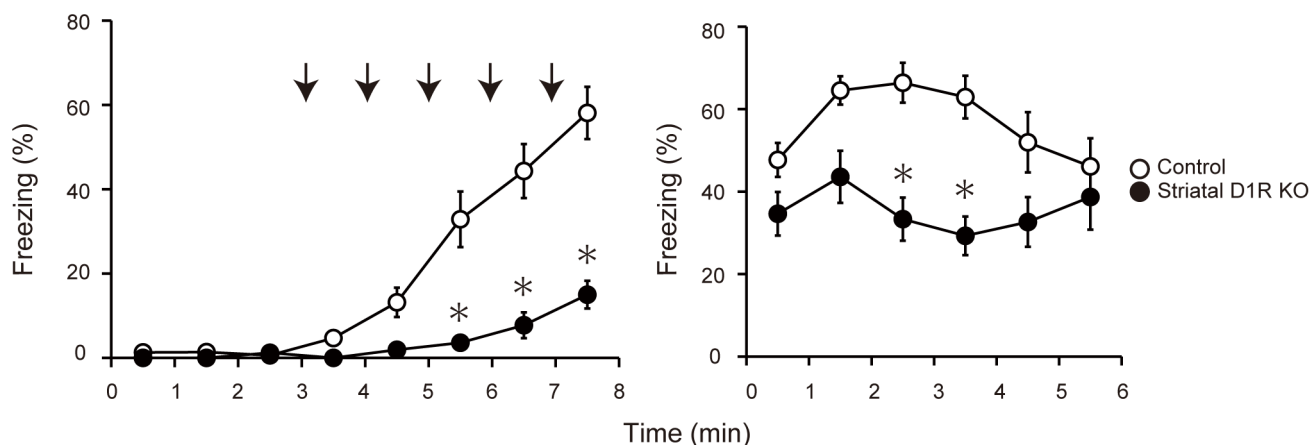 Freezing (%)
80
60
40
20
0
0 1 2 3 4 5 6 7 8
* * *
Freezing (%)
80
60
40
20
0
0 1 2 3 4 5 6
* *
Control
Striatal D1R KO
Time (min)